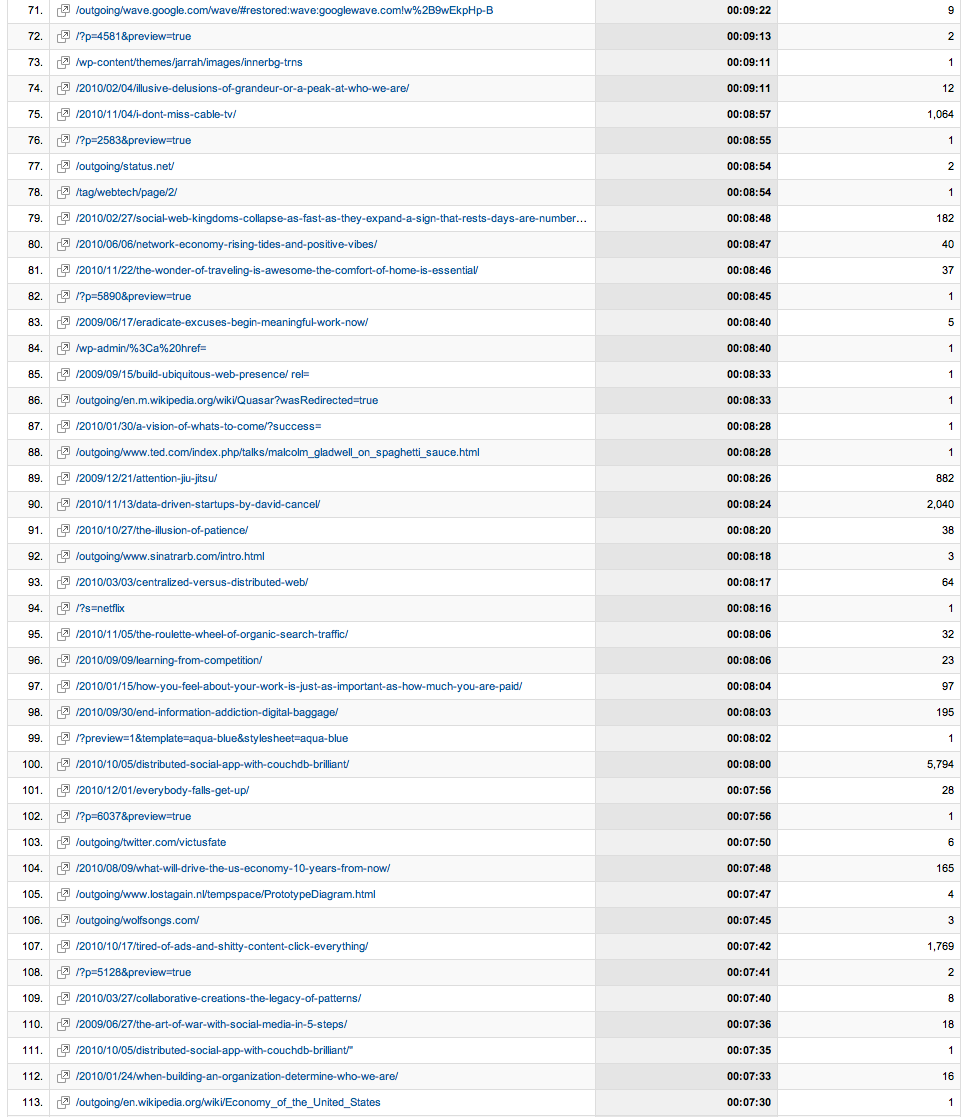 71. /outgoing/wave.google.com/wave/#restored:wave:googlewave.com!w%2B9wEkpHp-B 00:09:22 9
72. /?p=4581&preview=true 00:09:13 2
73. /wp-content/themes/jarrah/images/innerbg-trns 00:09:11 1
74. /2010/02/04/illusive-delusions-of-grandeur-or-a-peak-at-who-we-are/ 00:09:11 12
75. /2010/11/04/i-dont-miss-cable-tv/ 00:08:57 1,064
76. /?p=2583&preview=true 00:08:55 1
77. /outgoing/status.net/ 00:08:54 2
78. /tag/webtech/page/2/ 00:08:54 1
79. /2010/02/27/social-web-kingdoms-collapse-as-fast-as-they-expand-a-sign-that-rests-days-are-number... 00:08:48 182
80. /2010/06/06/network-economy-rising-tides-and-positive-vibes/ 00:08:47 40
81. /2010/11/22/the-wonder-of-traveling-is-awesome-the-comfort-of-home-is-essential/ 00:08:46 37
82. /?p=5890&preview=true 00:08:45 1
83. /2009/06/17/eradicate-excuses-begin-meaningful-work-now/ 00:08:40 5
84. /wp-admin/%3Ca%20href= 00:08:40 1
85. /2009/09/15/build-ubiquitous-web-presence/ rel= 00:08:33 1
86. /outgoing/en.m.wikipedia.org/wiki/Quasar?wasRedirected=true 00:08:33 1
87. /2010/01/30/a-vision-of-whats-to-come/?success= 00:08:28 1
88. /outgoing/www.ted.com/index.php/talks/malcolm_gladwell_on_spaghetti_sauce.html 00:08:28 1
89. /2009/12/21/attention-jiu-jitsu/ 00:08:26 882
90. /2010/11/13/data-driven-startups-by-david-cancel/ 00:08:24 2,040
91. /2010/10/27/the-illusion-of-patience/ 00:08:20 38
92. /outgoing/www.sinatrarb.com/intro.html 00:08:18 3
93. /2010/03/03/centralized-versus-distributed-web/ 00:08:17 64
94. /?s=netflix 00:08:16 1
95. /2010/11/05/the-roulette-wheel-of-organic-search-traffic/ 00:08:06 32
96. /2010/09/09/learning-from-competition/ 00:08:06 23
97. /2010/01/15/how-you-feel-about-your-work-is-just-as-important-as-how-much-you-are-paid/ 00:08:04 97
98. /2010/09/30/end-information-addiction-digital-baggage/ 00:08:03 195
99. /?preview=1&template=aqua-blue&stylesheet=aqua-blue 00:08:02 1
100. /2010/10/05/distributed-social-app-with-couchdb-brilliant/ 00:08:00 5,794
101. /2010/12/01/everybody-falls-get-up/ 00:07:56 28
102. /?p=6037&preview=true 00:07:56 1
103. /outgoing/twitter.com/victusfate 00:07:50 6
104. /2010/08/09/what-will-drive-the-us-economy-10-years-from-now/ 00:07:48 165
105. /outgoing/www.lostagain.nl/tempspace/PrototypeDiagram.html 00:07:47 4
106. /outgoing/wolfsongs.com/ 00:07:45 3
107. /2010/10/17/tired-of-ads-and-shitty-content-click-everything/ 00:07:42 1,769
108. /?p=5128&preview=true 00:07:41 2
109. /2010/03/27/collaborative-creations-the-legacy-of-patterns/ 00:07:40 8
110. /2009/06/27/the-art-of-war-with-social-media-in-5-steps/ 00:07:36 18
111. /2010/10/05/distributed-social-app-with-couchdb-brilliant/" 00:07:35 1
112. /2010/01/24/when-building-an-organization-determine-who-we-are/ 00:07:33 16
113. /outgoing/en.wikipedia.org/wiki/Economy_of_the_United_States 00:07:30 1